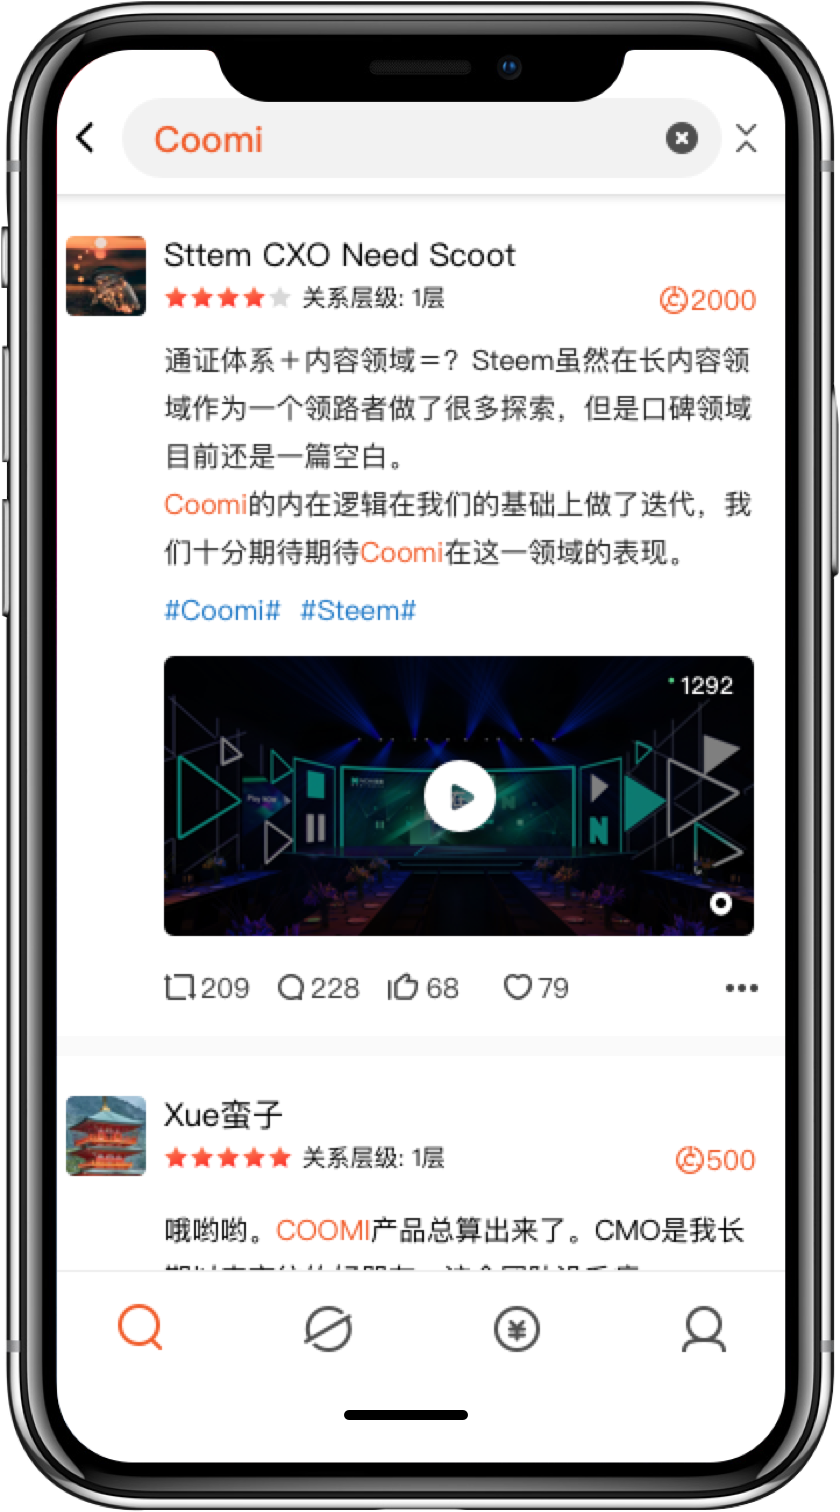 Coomi
Sttem CXO Need Scoot
关系层级: 1层
2000
通证体系＋内容领域＝？Steem虽然在长内容领
域作为一个领路者做了很多探索，但是口碑领域
目前还是一篇空白。
Coomi的内在逻辑在我们的基础上做了迭代，我
们十分期待期待Coomi在这一领域的表现。
#Coomi# #Steem#
1292
Play NOW
N
209 228 68 79
Xue蛮子
关系层级: 1层
500
哦哟哟。COOMI产品总算出来了。CMO是我长